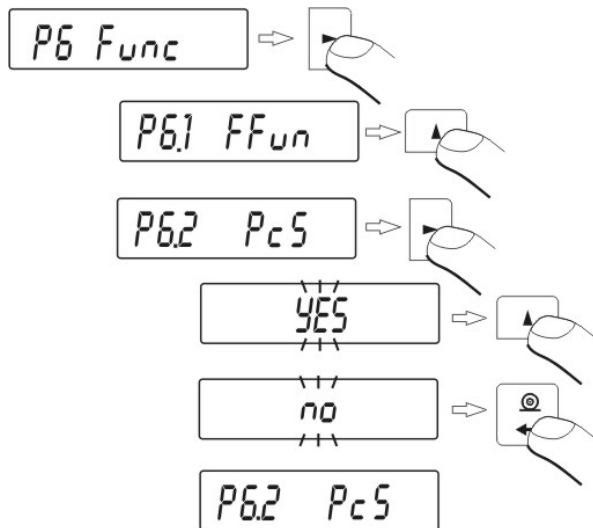 P6 Func
P6.1 FFun
P6.2 PcS
YES
no
P6.2 PcS